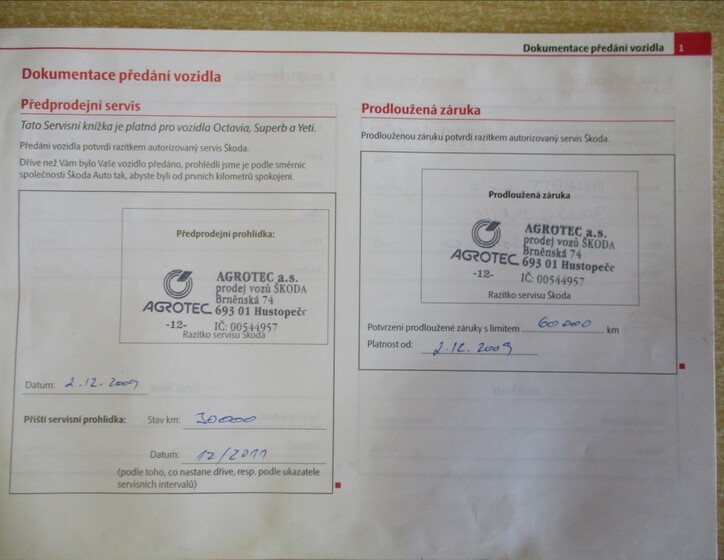 Dokumentace předání vozidla 1
Dokumentace předání vozidla
Předprodejní servis
Tato Servisní knížka je platná pro vozidla Octavia, Superb a Yeti.
Předání vozidla potvrdí razítkem autorizovaný servis Škoda.
Dříve než Vám bylo Vaše vozidlo předáno, prohlédli jsme je podle směrnic
společnosti Škoda Auto tak, abyste byli od prvních kilometrů spokojeni.
Předprodejní prohlídka:
AGROTEC
-12-
AGROTEC a.s.
prodej vozů ŠKODA
Brněnská 74
693 01 Hustopeče
IČ: 00544957
Razítko servisu Škoda
Datum: 2.12.2009
Příští servisní prohlídka: Stav km: 30000
Datum: 12/2011
(podle toho, co nastane dříve, resp. podle ukazatele
servisních intervalů)
Prodloužená záruka
Prodlouženou záruku potvrdí razítkem autorizovaný servis Škoda.
Prodloužená záruka
AGROTEC
-12-
AGROTEC a.s.
prodej vozů ŠKODA
Brněnská 74
693 01 Hustopeče
IČ: 00544957
Razítko servisu Škoda
Potvrzení prodloužené záruky s limitem 60000 km
Platnost od: 2.12.2009